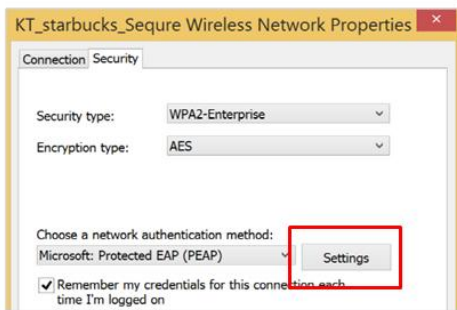 KT_starbucks_Sequre Wireless Network Properties
Connection Security
Security type: WPA2-Enterprise
Encryption type: AES
Choose a network authentication method:
Microsoft: Protected EAP (PEAP) Settings
Remember my credentials for this connection each
time I'm logged on